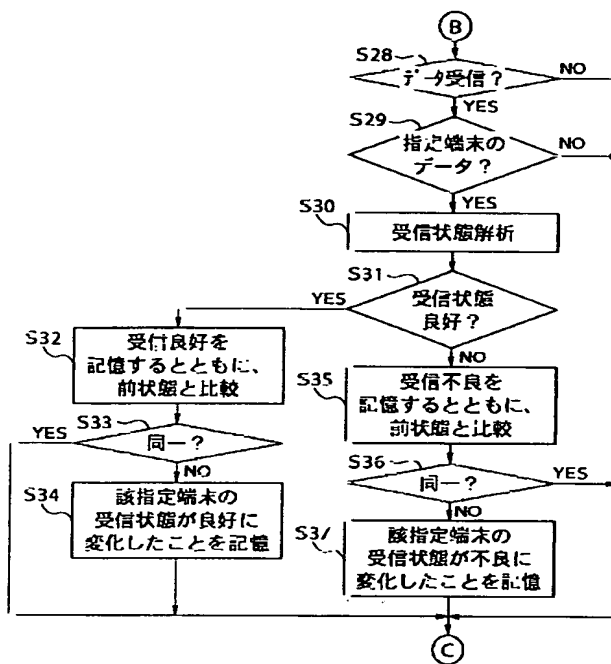 B
S28
データ受信？
NO
YES
S29
指定端末の
データ？
NO
YES
S30
受信状態解析
S31
受信状態
良好？
YES
NO
S32
受付良好を
記憶するとともに、
前状態と比較
S33
同一？
YES
NO
S34
該指定端末の
受信状態が良好に
変化したことを記憶
S35
受信不良を
記憶するとともに、
前状態と比較
S36
同一？
YES
NO
S37
該指定端末の
受信状態が不良に
変化したことを記憶
C